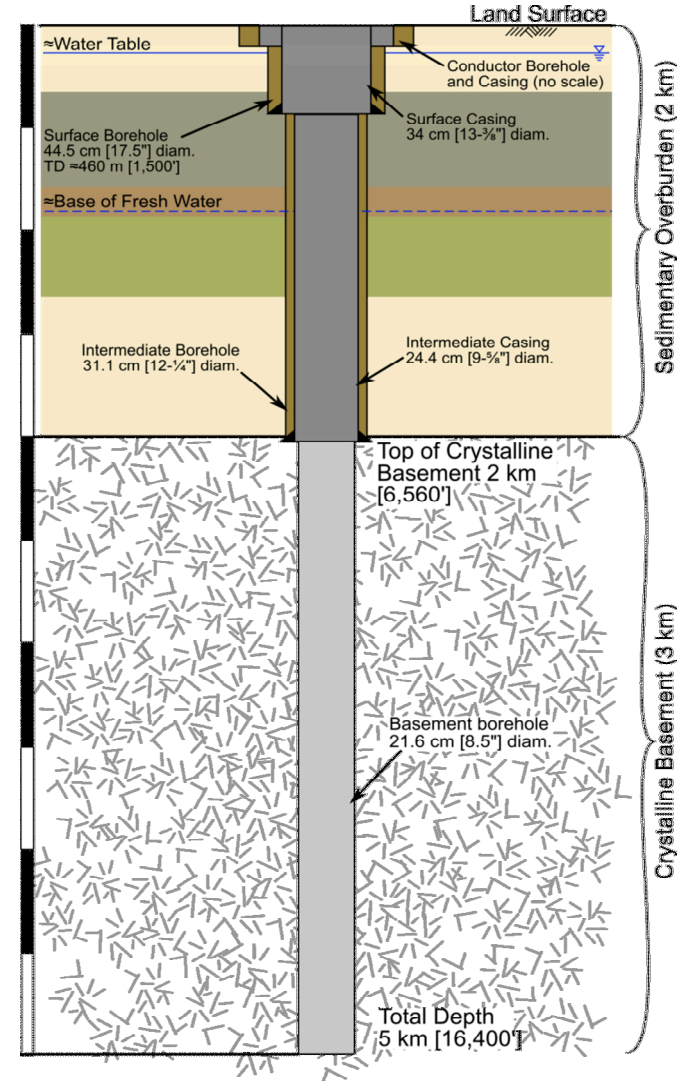 Land Surface
≈Water Table
Conductor Borehole
and Casing (no scale)
Surface Casing
34 cm [13-⅜"] diam.
Surface Borehole
44.5 cm [17.5"] diam.
TD ≈460 m [1,500']
≈Base of Fresh Water
Sedimentary Overburden (2 km)
Intermediate Borehole
31.1 cm [12-¼"] diam.
Intermediate Casing
24.4 cm [9-⅝"] diam.
Top of Crystalline
Basement 2 km
[6,560']
Basement borehole
21.6 cm [8.5"] diam.
Crystalline Basement (3 km)
Total Depth
5 km [16,400']